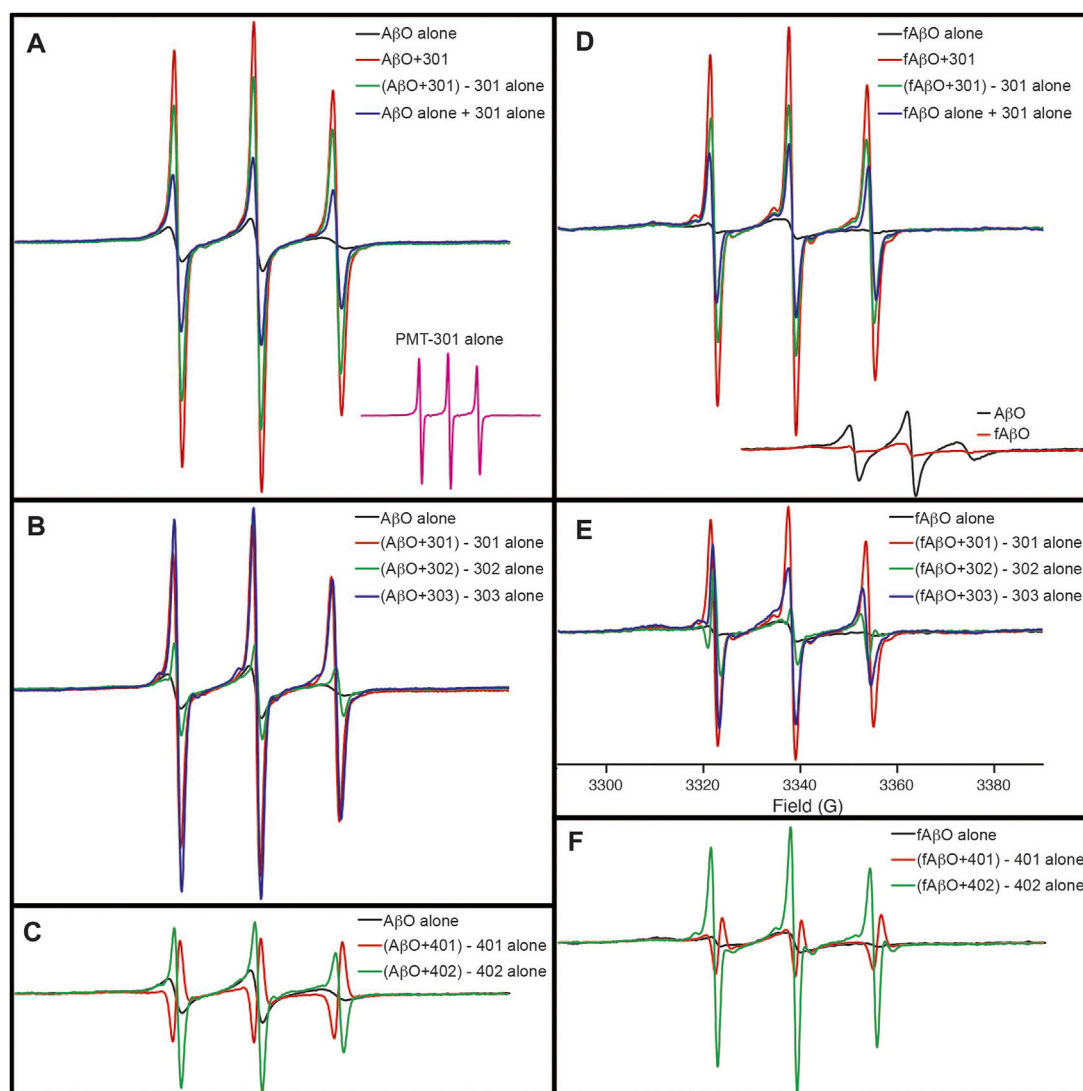 A
AβO alone
AβO+301
(AβO+301) - 301 alone
AβO alone + 301 alone
PMT-301 alone
B
AβO alone
(AβO+301) - 301 alone
(AβO+302) - 302 alone
(AβO+303) - 303 alone
C
AβO alone
(AβO+401) - 401 alone
(AβO+402) - 402 alone
D
fAβO alone
fAβO+301
(fAβO+301) - 301 alone
fAβO alone + 301 alone
AβO
fAβO
E
fAβO alone
(fAβO+301) - 301 alone
(fAβO+302) - 302 alone
(fAβO+303) - 303 alone
3300 3320 3340 3360 3380
Field (G)
F
fAβO alone
(fAβO+401) - 401 alone
(fAβO+402) - 402 alone